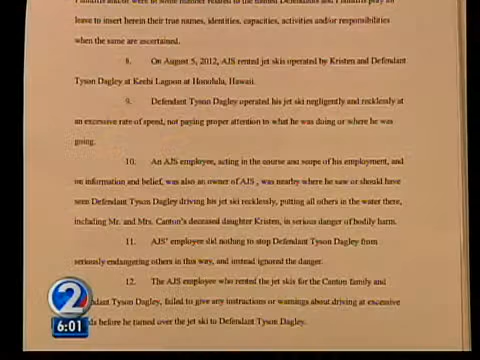 leave to insert herein their true names, identities, capacities, activities and/or responsibilities
when the same are ascertained.
8. On August 5, 2012, AJS rented jet skis operated by Kristen and Defendant
Tyson Dagley at Keehi Lagoon at Honolulu, Hawaii.
9. Defendant Tyson Dagley operated his jet ski negligently and recklessly at
an excessive rate of speed, not paying proper attention to what he was doing or where he was
going.
10. An AJS employee, acting in the course and scope of his employment, and
on information and belief, was also an owner of AJS , was nearby where he saw or should have
seen Defendant Tyson Dagley driving his jet ski recklessly, putting all others in the water there,
including Mr. and Mrs. Canton's deceased daughter Kristen, in serious danger of bodily harm.
11. AJS' employee did nothing to stop Defendant Tyson Dagley from
seriously endangering others in this way, and instead ignored the danger.
12. The AJS employee who rented the jet skis for the Canton family and
dant Tyson Dagley, failed to give any instructions or warnings about driving at excessive
ds before he turned over the jet ski to Defendant Tyson Dagley.
2
6:01